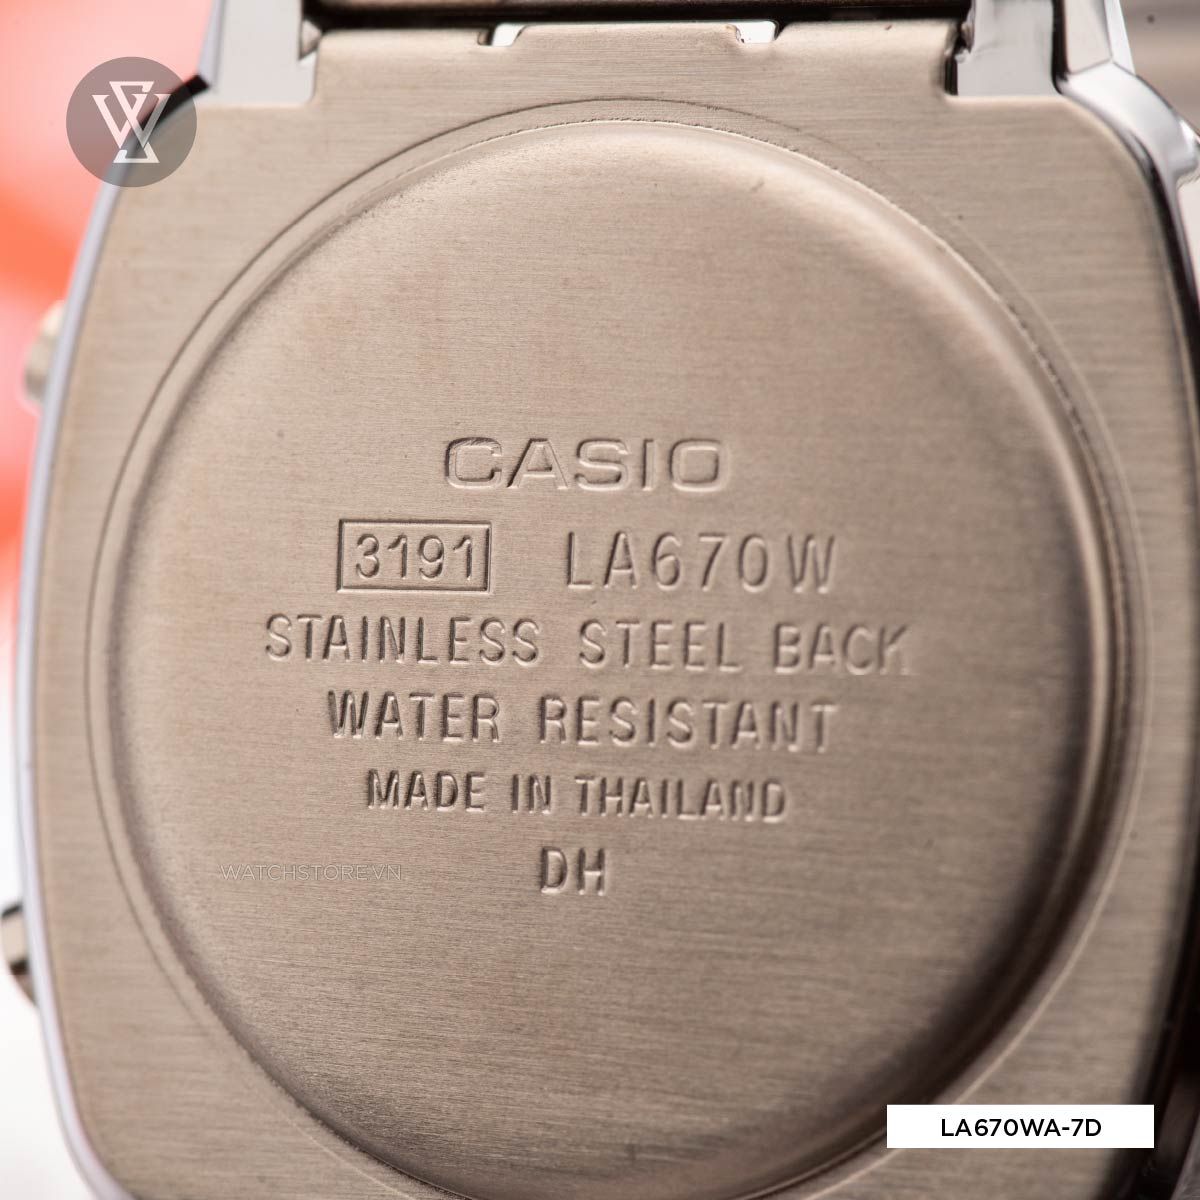 CASIO
3191 LA670W
STAINLESS STEEL BACK
WATER RESISTANT
MADE IN THAILAND
DH
WATCHSTORE.VN
LA670WA-7D